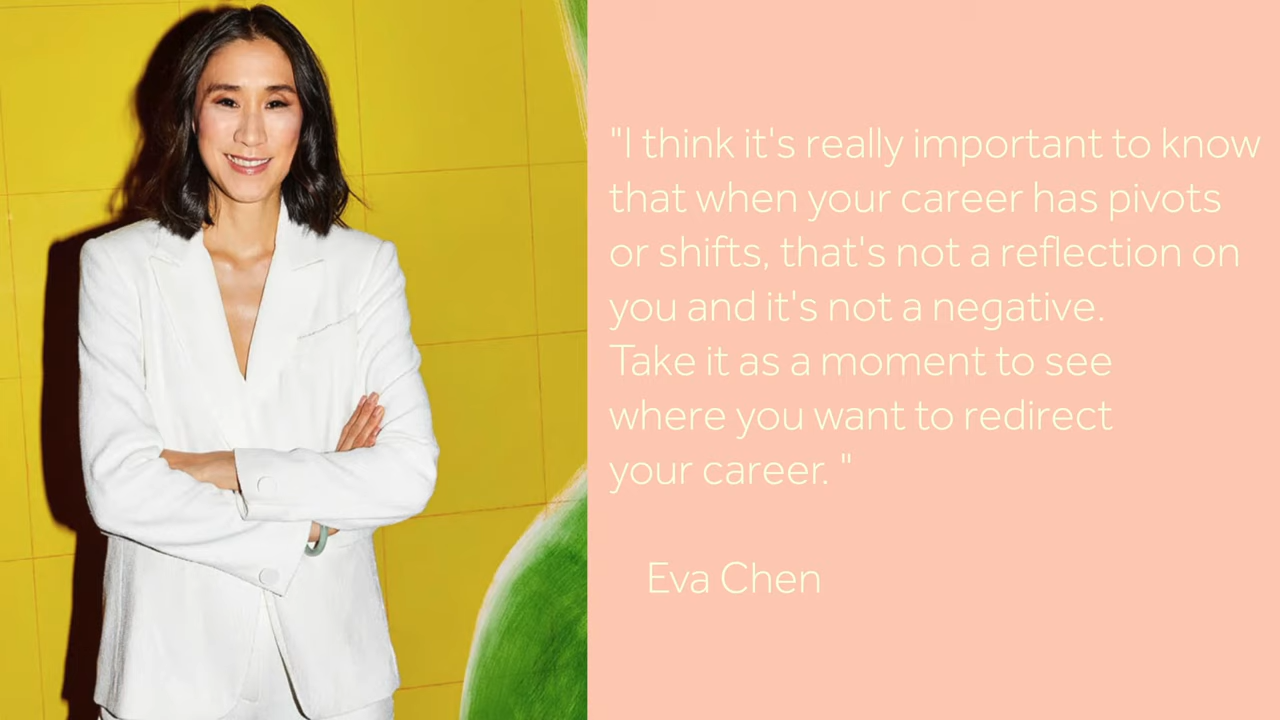 "I think it's really important to know
that when your career has pivots
or shifts, that's not a reflection on
you and it's not a negative.
Take it as a moment to see
where you want to redirect
your career. "
Eva Chen